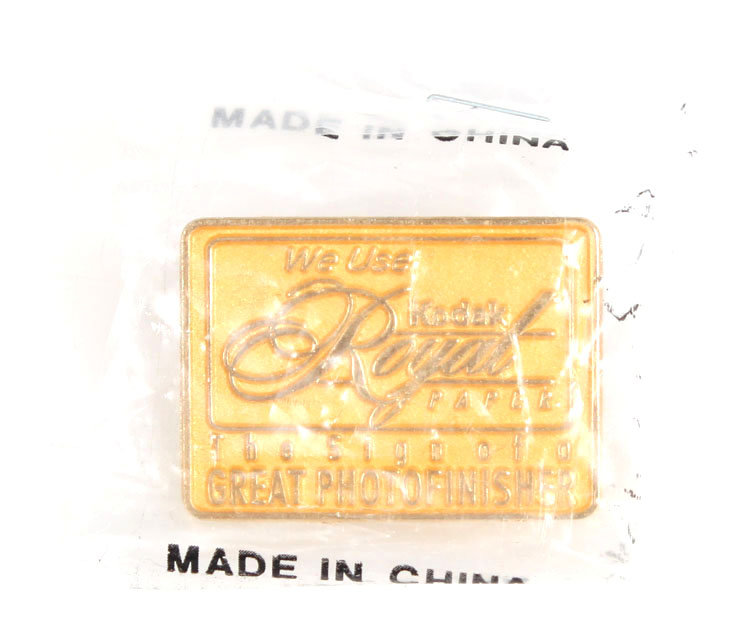 MADE IN CHINA
We Use
Kodak
Royal
PAPER
The Sign of a
GREAT PHOTOFINISHER
MADE IN CHINA